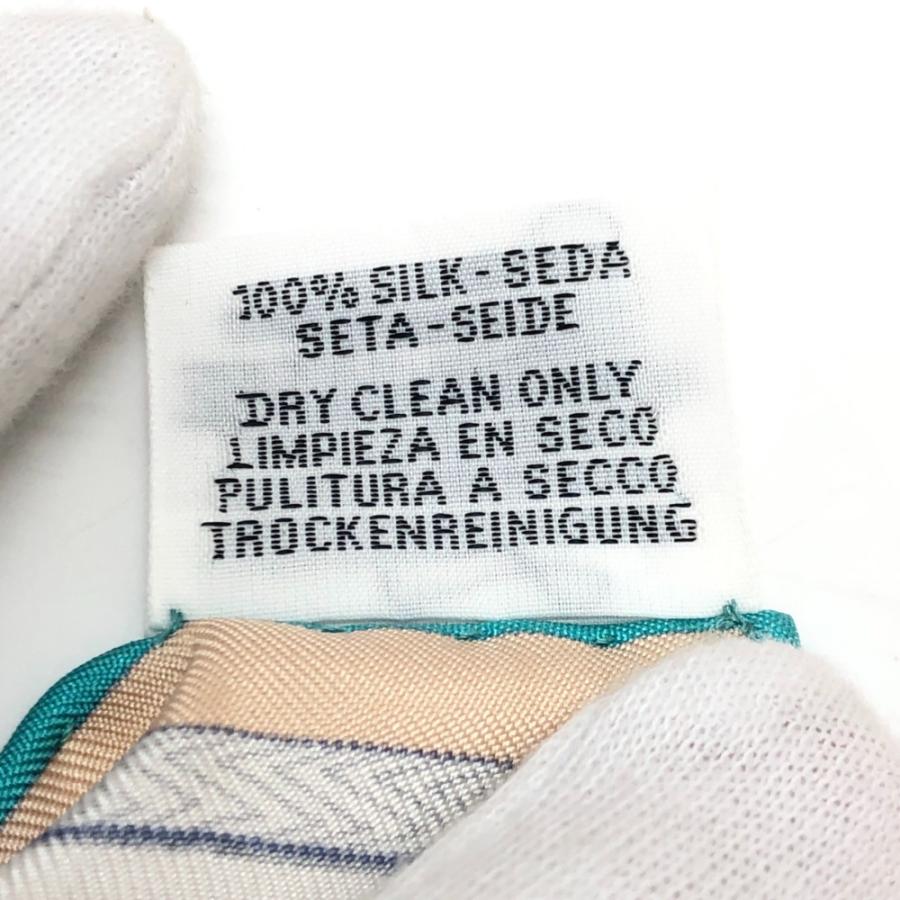 100% SILK-SEDA
SETA-SEIDE
DRY CLEAN ONLY
LIMPIEZA EN SECO
PULITURA A SECCO
TROCKENREINIGUNG